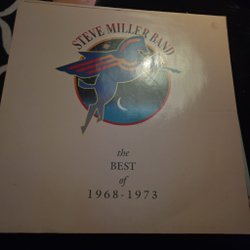 STEVE MILLER BAND
the
BEST
of
1968-1973